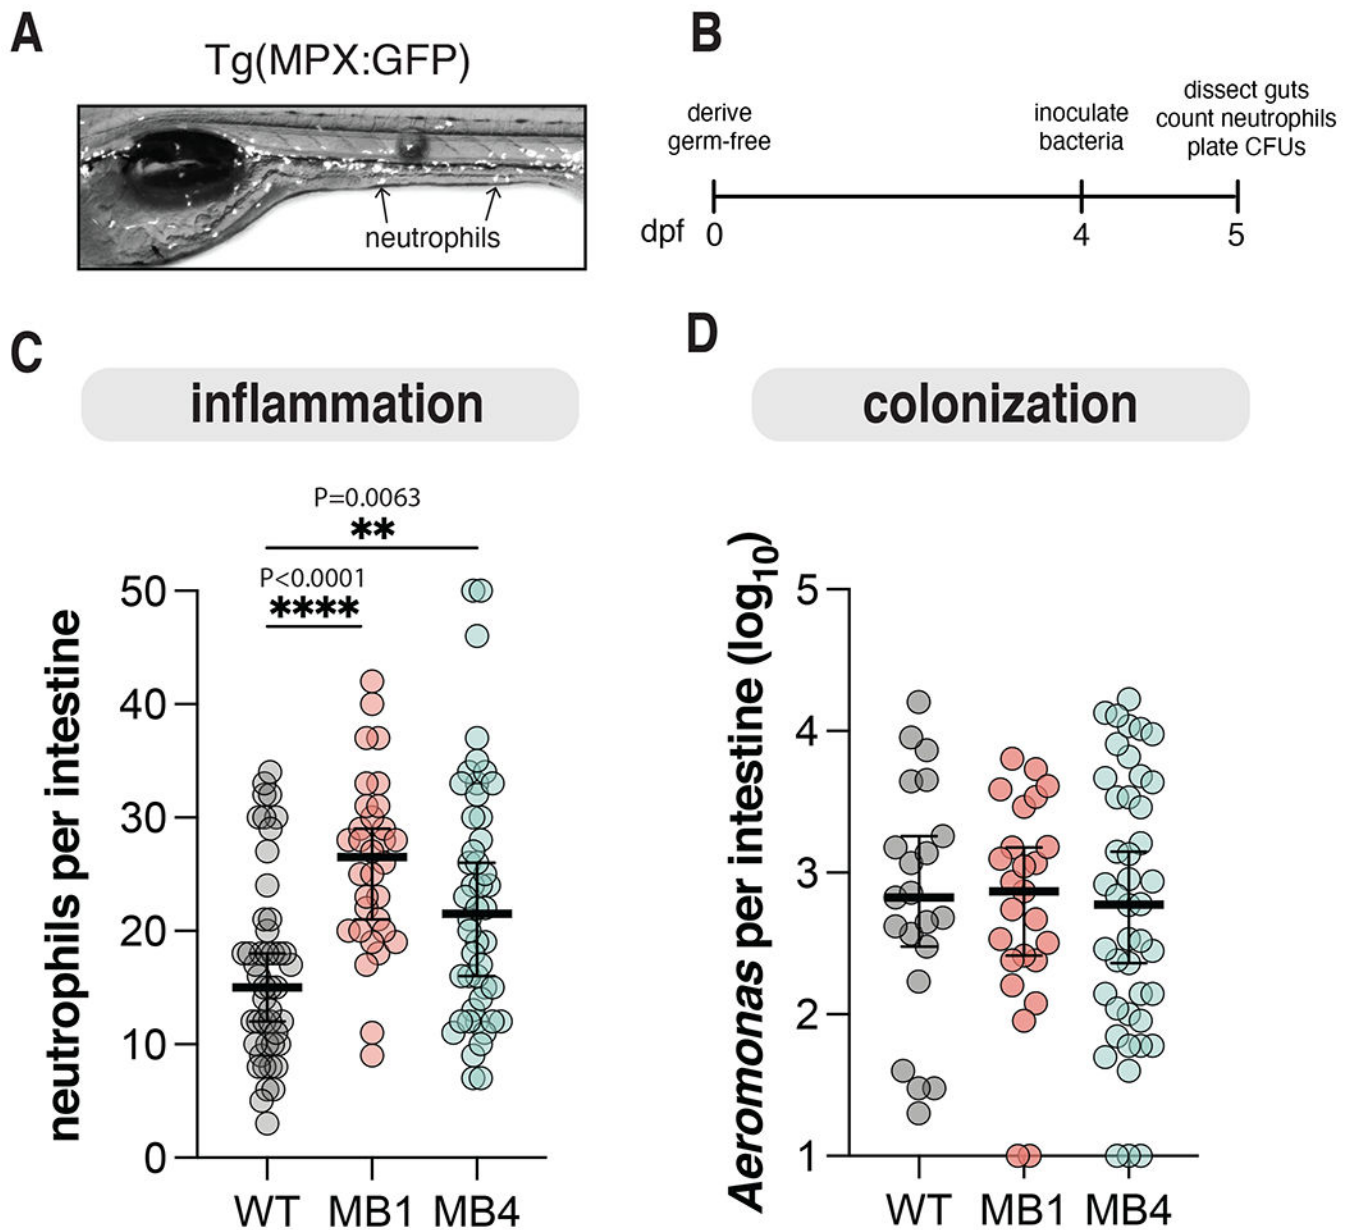 A
Tg(MPX:GFP)
neutrophils
B
derive
germ-free
inoculate
bacteria
dissect guts
count neutrophils
plate CFUs
dpf
0
4
5
C
inflammation
P=0.0063
**
P<0.0001
****
neutrophils per intestine
50
40
30
20
10
0
WT
MB1
MB4
D
colonization
Aeromonas per intestine (log10)
5
4
3
2
1
WT
MB1
MB4